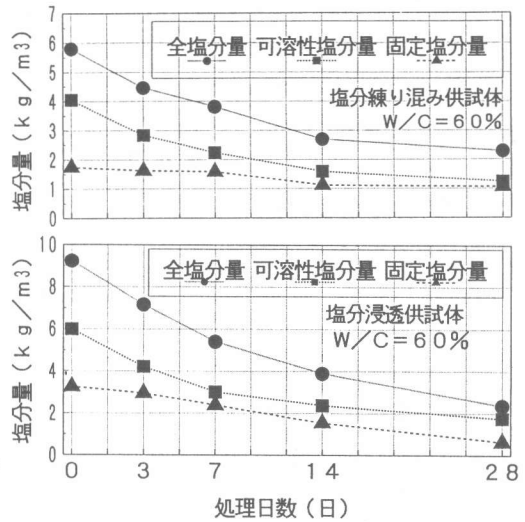 7
6
5
4
3
2
1
0
塩分量(kg/m3)
全塩分量 可溶性塩分量 固定塩分量
塩分練り混み供試体
W/C=60%
10
8
6
4
2
0
塩分量(kg/m3)
全塩分量 可溶性塩分量 固定塩分量
塩分浸透供試体
W/C=60%
0 3 7 14 28
処理日数(日)